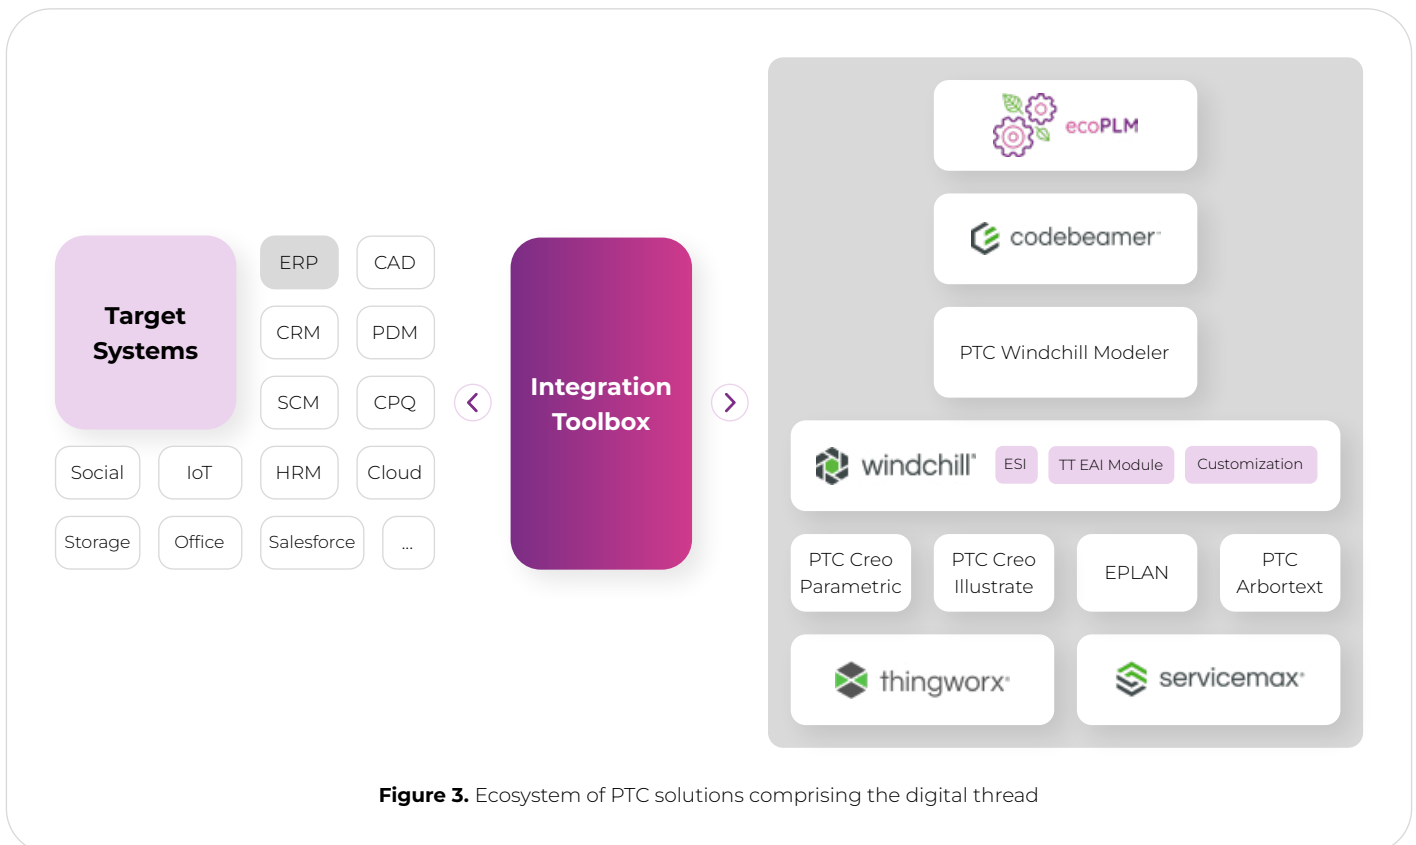 Target
Systems
ERP
CAD
CRM
PDM
SCM
CPQ
Social
IoT
HRM
Cloud
Storage
Office
Salesforce
...
Integration
Toolbox
ecoPLM
codebeamer™
PTC Windchill Modeler
windchill®
ESI
TT EAI Module
Customization
PTC Creo
Parametric
PTC Creo
Illustrate
EPLAN
PTC
Arbortext
thingworx®
servicemax®
Figure 3. Ecosystem of PTC solutions comprising the digital thread